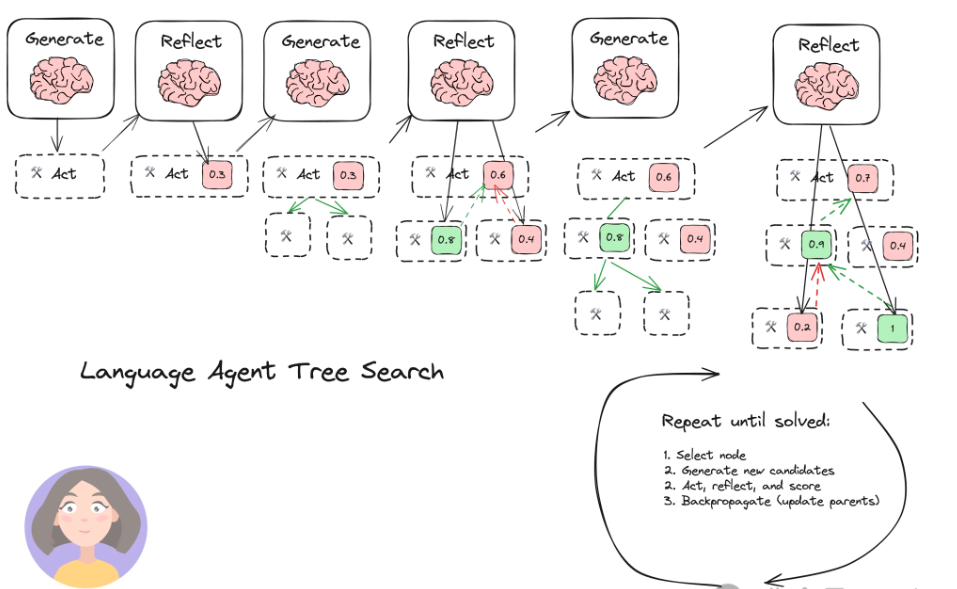 Generate
Reflect
Generate
Reflect
Generate
Reflect
Act
Act 0.3
Act 0.3
Act 0.6
Act 0.6
Act 0.7
0.8
0.4
0.8
0.4
0.9
0.4
0.2
1
Language Agent Tree Search
Repeat until solved:
1. Select node
2. Generate new candidates
2. Act, reflect, and score
3. Backpropagate (update parents)